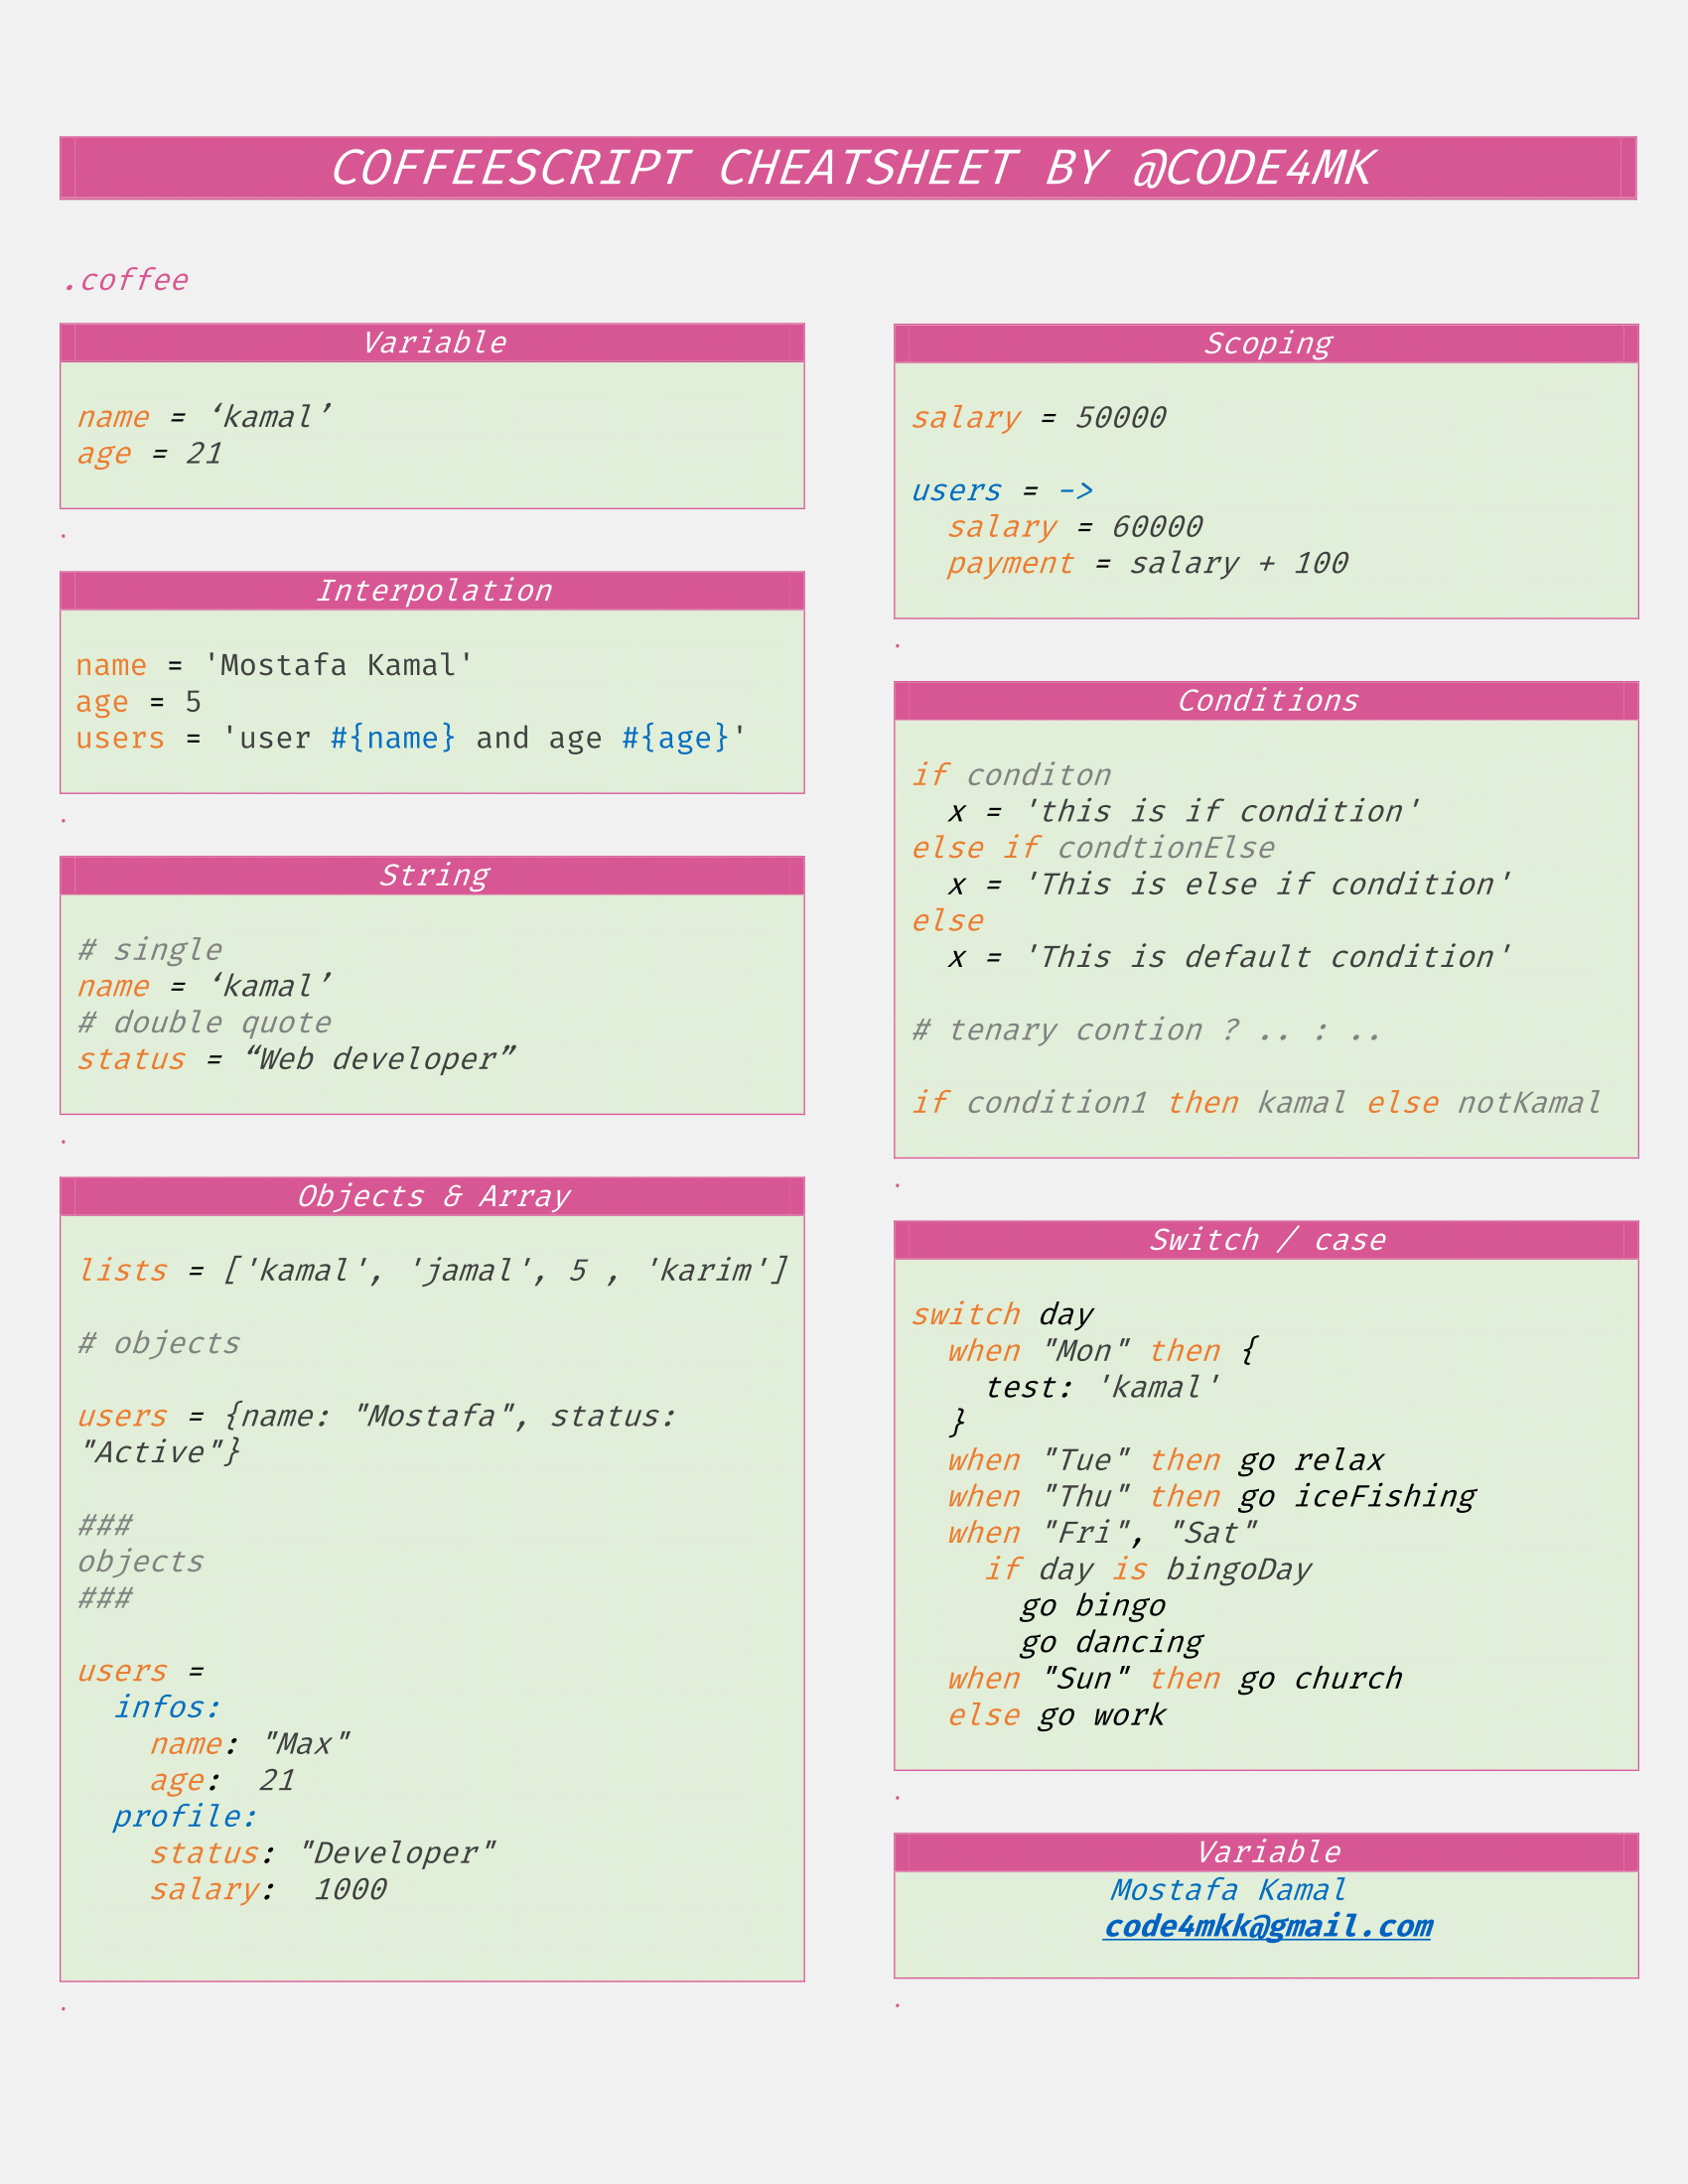 COFFEESCRIPT CHEATSHEET BY @CODE4MK
.coffee
Variable
name = ‘kamal’
age = 21
.
Interpolation
name = 'Mostafa Kamal'
age = 5
users = 'user #{name} and age #{age}'
.
String
# single
name = ‘kamal’
# double quote
status = “Web developer”
.
Objects & Array
lists = ['kamal', 'jamal', 5 , 'karim']
# objects
users = {name: "Mostafa", status:
"Active"}
###
objects
###
users =
  infos:
    name: "Max"
    age:  21
  profile:
    status: "Developer"
    salary:  1000
.
Scoping
salary = 50000
users = ->
  salary = 60000
  payment = salary + 100
.
Conditions
if conditon
  x = 'this is if condition'
else if condtionElse
  x = 'This is else if condition'
else
  x = 'This is default condition'
# tenary contion ? .. : ..
if condition1 then kamal else notKamal
.
Switch / case
switch day
  when "Mon" then {
    test: 'kamal'
  }
  when "Tue" then go relax
  when "Thu" then go iceFishing
  when "Fri", "Sat"
    if day is bingoDay
      go bingo
      go dancing
  when "Sun" then go church
  else go work
.
Variable
Mostafa Kamal
code4mkk@gmail.com
.